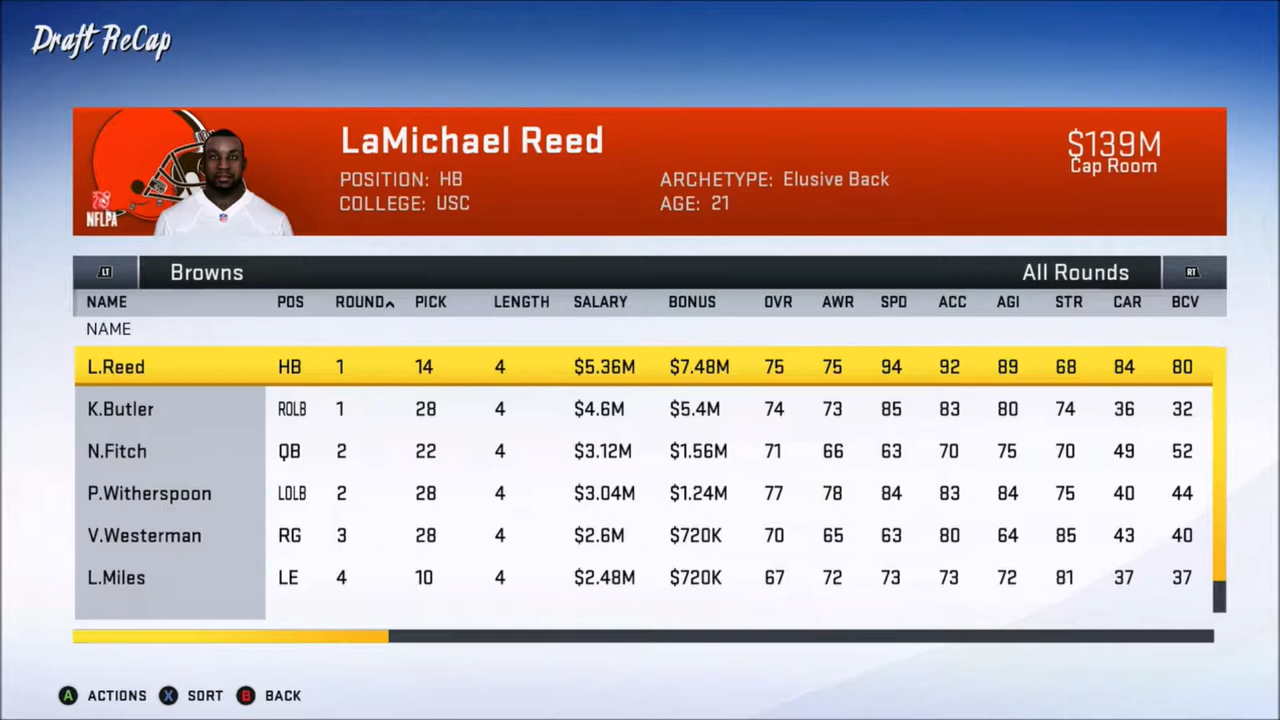 Draft ReCap
LaMichael Reed
POSITION: HB
COLLEGE: USC
ARCHETYPE: Elusive Back
AGE: 21
$139M
Cap Room
NFLPA
LT Browns All Rounds RT
NAME POS ROUND PICK LENGTH SALARY BONUS OVR AWR SPD ACC AGI STR CAR BCV
NAME
L.Reed HB 1 14 4 $5.36M $7.48M 75 75 94 92 89 68 84 80
K.Butler ROLB 1 28 4 $4.6M $5.4M 74 73 85 83 80 74 36 32
N.Fitch QB 2 22 4 $3.12M $1.56M 71 66 63 70 75 70 49 52
P.Witherspoon LOLB 2 28 4 $3.04M $1.24M 77 78 84 83 84 75 40 44
V.Westerman RG 3 28 4 $2.6M $720K 70 65 63 80 64 85 43 40
L.Miles LE 4 10 4 $2.48M $720K 67 72 73 73 72 81 37 37
A ACTIONS X SORT B BACK